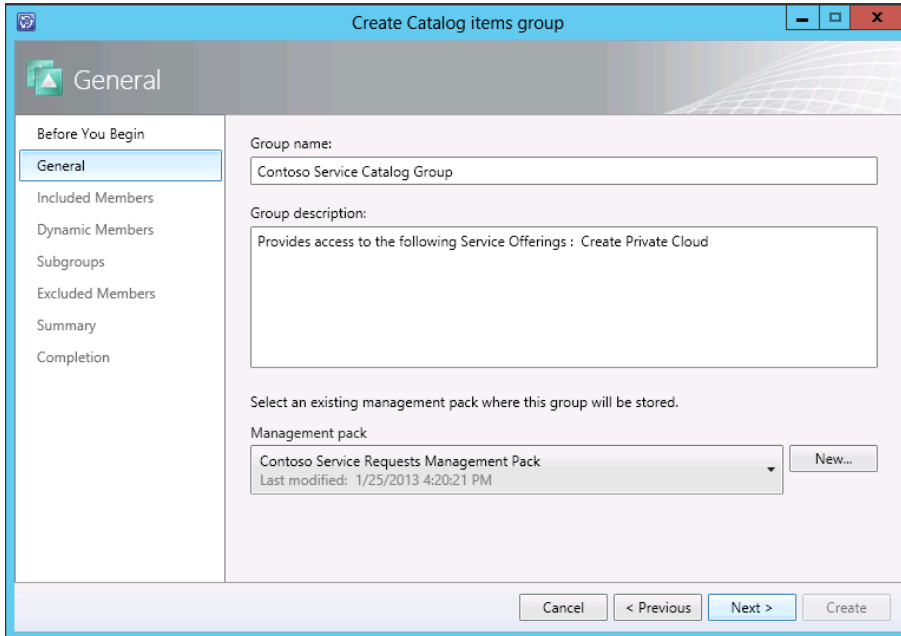 Create Catalog items group
General
Before You Begin
General
Included Members
Dynamic Members
Subgroups
Excluded Members
Summary
Completion
Group name:
Contoso Service Catalog Group
Group description:
Provides access to the following Service Offerings :  Create Private Cloud
Select an existing management pack where this group will be stored.
Management pack
Contoso Service Requests Management Pack
Last modified:  1/25/2013 4:20:21 PM
New...
Cancel
< Previous
Next >
Create